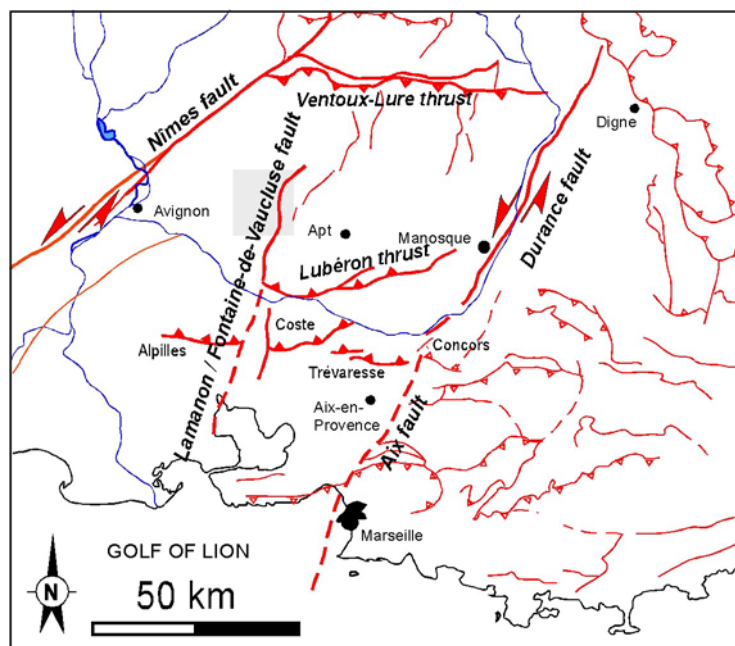 Nîmes fault
Ventoux-Lure thrust
Digne
Lamanon / Fontaine-de-Vaucluse fault
Durance fault
Avignon
Apt
Manosque
Lubéron thrust
Coste
Alpilles
Concors
Trévaresse
Aix-en-
Provence
Aix fault
Marseille
GOLF OF LION
N
50 km